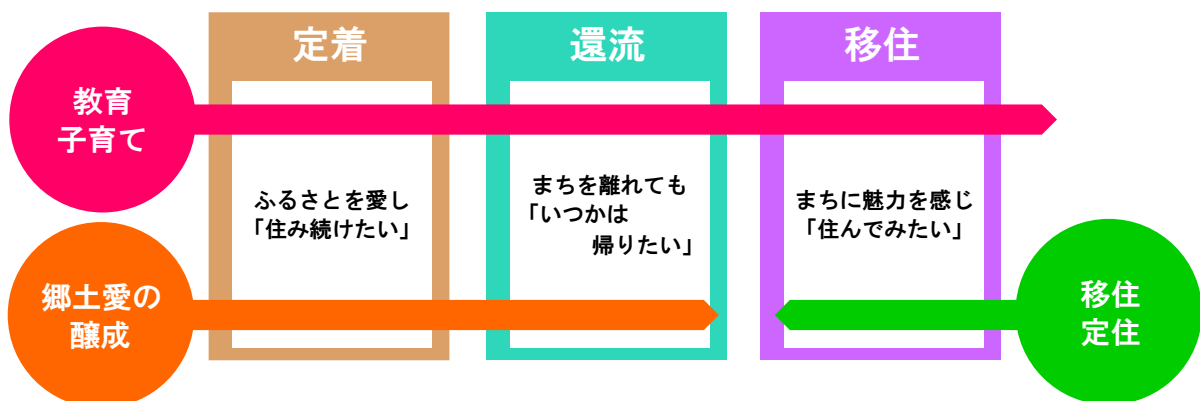 定着
還流
移住
教育
子育て
ふるさとを愛し
「住み続けたい」
まちを離れても
「いつかは
帰りたい」
まちに魅力を感じ
「住んでみたい」
郷土愛の
醸成
移住
定住